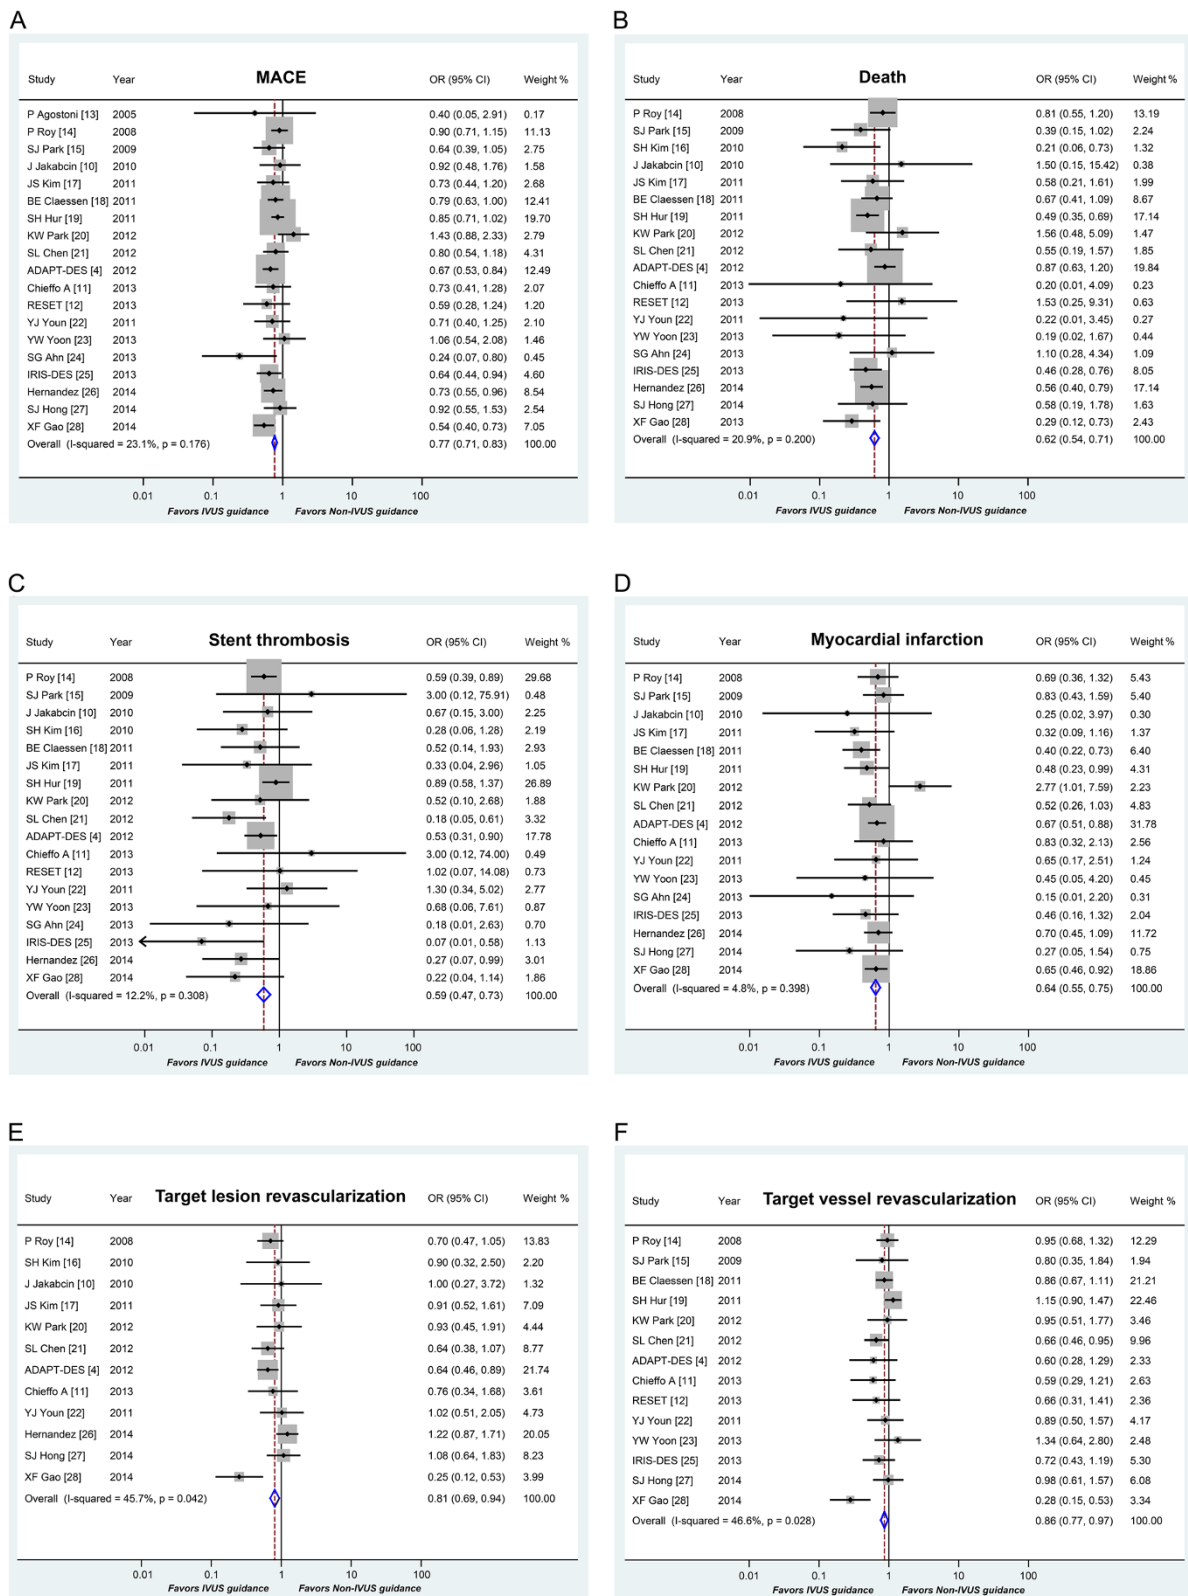 A
Study Year MACE OR (95% CI) Weight %
P Agostoni [13] 2005 0.40 (0.05, 2.91) 0.17
P Roy [14] 2008 0.90 (0.71, 1.15) 11.13
SJ Park [15] 2009 0.64 (0.39, 1.05) 2.75
J Jakabcin [10] 2010 0.92 (0.48, 1.76) 1.58
JS Kim [17] 2011 0.73 (0.44, 1.20) 2.68
BE Claessen [18] 2011 0.79 (0.63, 1.00) 12.41
SH Hur [19] 2011 0.85 (0.71, 1.02) 19.70
KW Park [20] 2012 1.43 (0.88, 2.33) 2.79
SL Chen [21] 2012 0.80 (0.54, 1.18) 4.31
ADAPT-DES [4] 2012 0.67 (0.53, 0.84) 12.49
Chieffo A [11] 2013 0.73 (0.41, 1.28) 2.07
RESET [12] 2013 0.59 (0.28, 1.24) 1.20
YJ Youn [22] 2011 0.71 (0.40, 1.25) 2.10
YW Yoon [23] 2013 1.06 (0.54, 2.08) 1.46
SG Ahn [24] 2013 0.24 (0.07, 0.80) 0.45
IRIS-DES [25] 2013 0.64 (0.44, 0.94) 4.60
Hernandez [26] 2014 0.73 (0.55, 0.96) 8.54
SJ Hong [27] 2014 0.92 (0.55, 1.53) 2.54
XF Gao [28] 2014 0.54 (0.40, 0.73) 7.05
Overall (I-squared = 23.1%, p = 0.176) 0.77 (0.71, 0.83) 100.00
0.01 0.1 1 10 100
Favors IVUS guidance Favors Non-IVUS guidance
B
Study Year Death OR (95% CI) Weight %
P Roy [14] 2008 0.81 (0.55, 1.20) 13.19
SJ Park [15] 2009 0.39 (0.15, 1.02) 2.24
SH Kim [16] 2010 0.21 (0.06, 0.73) 1.32
J Jakabcin [10] 2010 1.50 (0.15, 15.42) 0.38
JS Kim [17] 2011 0.58 (0.21, 1.61) 1.99
BE Claessen [18] 2011 0.67 (0.41, 1.09) 8.67
SH Hur [19] 2011 0.49 (0.35, 0.69) 17.14
KW Park [20] 2012 1.56 (0.48, 5.09) 1.47
SL Chen [21] 2012 0.55 (0.19, 1.57) 1.85
ADAPT-DES [4] 2012 0.87 (0.63, 1.20) 19.84
Chieffo A [11] 2013 0.20 (0.01, 4.09) 0.23
RESET [12] 2013 1.53 (0.25, 9.31) 0.63
YJ Youn [22] 2011 0.22 (0.01, 3.45) 0.27
YW Yoon [23] 2013 0.19 (0.02, 1.67) 0.44
SG Ahn [24] 2013 1.10 (0.28, 4.34) 1.09
IRIS-DES [25] 2013 0.46 (0.28, 0.76) 8.05
Hernandez [26] 2014 0.56 (0.40, 0.79) 17.14
SJ Hong [27] 2014 0.58 (0.19, 1.78) 1.63
XF Gao [28] 2014 0.29 (0.12, 0.73) 2.43
Overall (I-squared = 20.9%, p = 0.200) 0.62 (0.54, 0.71) 100.00
0.01 0.1 1 10 100
Favors IVUS guidance Favors Non-IVUS guidance
C
Study Year Stent thrombosis OR (95% CI) Weight %
P Roy [14] 2008 0.59 (0.39, 0.89) 29.68
SJ Park [15] 2009 3.00 (0.12, 75.91) 0.48
J Jakabcin [10] 2010 0.67 (0.15, 3.00) 2.25
SH Kim [16] 2010 0.28 (0.06, 1.28) 2.19
BE Claessen [18] 2011 0.52 (0.14, 1.93) 2.93
JS Kim [17] 2011 0.33 (0.04, 2.96) 1.05
SH Hur [19] 2011 0.89 (0.58, 1.37) 26.89
KW Park [20] 2012 0.52 (0.10, 2.68) 1.88
SL Chen [21] 2012 0.18 (0.05, 0.61) 3.32
ADAPT-DES [4] 2012 0.53 (0.31, 0.90) 17.78
Chieffo A [11] 2013 3.00 (0.12, 74.00) 0.49
RESET [12] 2013 1.02 (0.07, 14.08) 0.73
YJ Youn [22] 2011 1.30 (0.34, 5.02) 2.77
YW Yoon [23] 2013 0.68 (0.06, 7.61) 0.87
SG Ahn [24] 2013 0.18 (0.01, 2.63) 0.70
IRIS-DES [25] 2013 0.07 (0.01, 0.58) 1.13
Hernandez [26] 2014 0.27 (0.07, 0.99) 3.01
XF Gao [28] 2014 0.22 (0.04, 1.14) 1.86
Overall (I-squared = 12.2%, p = 0.308) 0.59 (0.47, 0.73) 100.00
0.01 0.1 1 10 100
Favors IVUS guidance Favors Non-IVUS guidance
D
Study Year Myocardial infarction OR (95% CI) Weight %
P Roy [14] 2008 0.69 (0.36, 1.32) 5.43
SJ Park [15] 2009 0.83 (0.43, 1.59) 5.40
J Jakabcin [10] 2010 0.25 (0.02, 3.97) 0.30
JS Kim [17] 2011 0.32 (0.09, 1.16) 1.37
BE Claessen [18] 2011 0.40 (0.22, 0.73) 6.40
SH Hur [19] 2011 0.48 (0.23, 0.99) 4.31
KW Park [20] 2012 2.77 (1.01, 7.59) 2.23
SL Chen [21] 2012 0.52 (0.26, 1.03) 4.83
ADAPT-DES [4] 2012 0.67 (0.51, 0.88) 31.78
Chieffo A [11] 2013 0.83 (0.32, 2.13) 2.56
YJ Youn [22] 2011 0.65 (0.17, 2.51) 1.24
YW Yoon [23] 2013 0.45 (0.05, 4.20) 0.45
SG Ahn [24] 2013 0.15 (0.01, 2.20) 0.31
IRIS-DES [25] 2013 0.46 (0.16, 1.32) 2.04
Hernandez [26] 2014 0.70 (0.45, 1.09) 11.72
SJ Hong [27] 2014 0.27 (0.05, 1.54) 0.75
XF Gao [28] 2014 0.65 (0.46, 0.92) 18.86
Overall (I-squared = 4.8%, p = 0.398) 0.64 (0.55, 0.75) 100.00
0.01 0.1 1 10 100
Favors IVUS guidance Favors Non-IVUS guidance
E
Study Year Target lesion revascularization OR (95% CI) Weight %
P Roy [14] 2008 0.70 (0.47, 1.05) 13.83
SH Kim [16] 2010 0.90 (0.32, 2.50) 2.20
J Jakabcin [10] 2010 1.00 (0.27, 3.72) 1.32
JS Kim [17] 2011 0.91 (0.52, 1.61) 7.09
KW Park [20] 2012 0.93 (0.45, 1.91) 4.44
SL Chen [21] 2012 0.64 (0.38, 1.07) 8.77
ADAPT-DES [4] 2012 0.64 (0.46, 0.89) 21.74
Chieffo A [11] 2013 0.76 (0.34, 1.68) 3.61
YJ Youn [22] 2011 1.02 (0.51, 2.05) 4.73
Hernandez [26] 2014 1.22 (0.87, 1.71) 20.05
SJ Hong [27] 2014 1.08 (0.64, 1.83) 8.23
XF Gao [28] 2014 0.25 (0.12, 0.53) 3.99
Overall (I-squared = 45.7%, p = 0.042) 0.81 (0.69, 0.94) 100.00
0.01 0.1 1 10 100
Favors IVUS guidance Favors Non-IVUS guidance
F
Study Year Target vessel revascularization OR (95% CI) Weight %
P Roy [14] 2008 0.95 (0.68, 1.32) 12.29
SJ Park [15] 2009 0.80 (0.35, 1.84) 1.94
BE Claessen [18] 2011 0.86 (0.67, 1.11) 21.21
SH Hur [19] 2011 1.15 (0.90, 1.47) 22.46
KW Park [20] 2012 0.95 (0.51, 1.77) 3.46
SL Chen [21] 2012 0.66 (0.46, 0.95) 9.96
ADAPT-DES [4] 2012 0.60 (0.28, 1.29) 2.33
Chieffo A [11] 2013 0.59 (0.29, 1.21) 2.63
RESET [12] 2013 0.66 (0.31, 1.41) 2.36
YJ Youn [22] 2011 0.89 (0.50, 1.57) 4.17
YW Yoon [23] 2013 1.34 (0.64, 2.80) 2.48
IRIS-DES [25] 2013 0.72 (0.43, 1.19) 5.30
SJ Hong [27] 2014 0.98 (0.61, 1.57) 6.08
XF Gao [28] 2014 0.28 (0.15, 0.53) 3.34
Overall (I-squared = 46.6%, p = 0.028) 0.86 (0.77, 0.97) 100.00
0.01 0.1 1 10 100
Favors IVUS guidance Favors Non-IVUS guidance